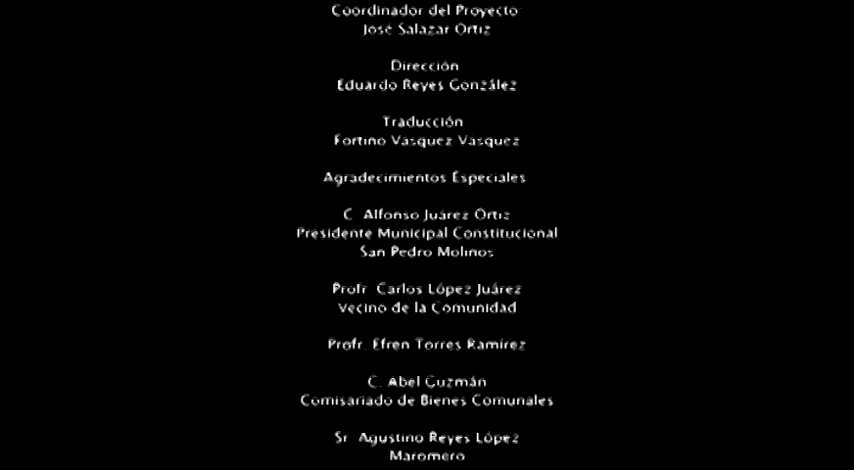 Coordinador del Proyecto
José Salazar Ortiz
Dirección
Eduardo Reyes González
Traducción
Fortino Vásquez Vásquez
Agradecimientos Especiales
C. Alfonso Juárez Ortiz
Presidente Municipal Constitucional
San Pedro Molinos
Profr. Carlos López Juárez
Vecino de la Comunidad
Profr. Efren Torres Ramírez
C. Abel Guzmán
Comisariado de Bienes Comunales
Sr. Agustino Reyes López
Maromero